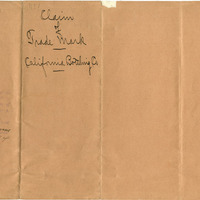 Claim
of
Trade Mark
California Bottling Co